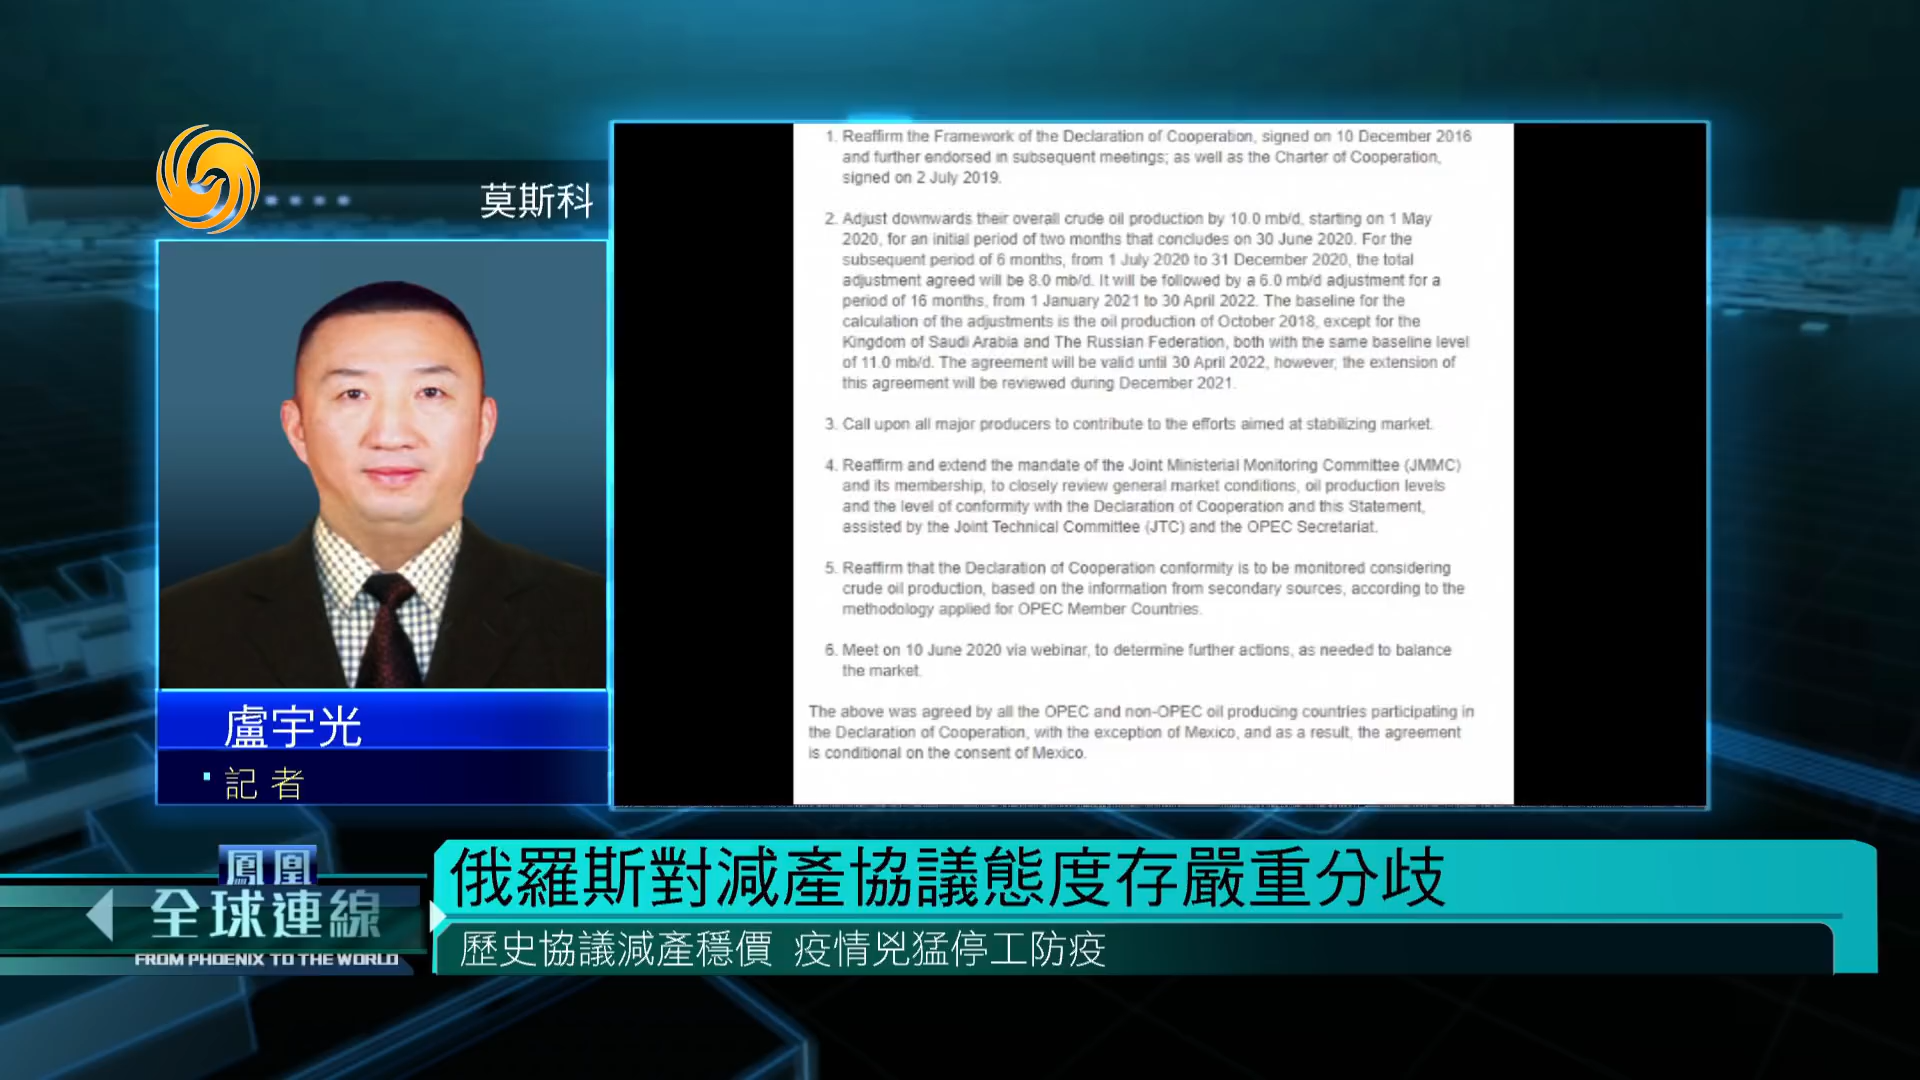 莫斯科
盧宇光
記者
1. Reaffirm the Framework of the Declaration of Cooperation, signed on 10 December 2016
and further endorsed in subsequent meetings; as well as the Charter of Cooperation,
signed on 2 July 2019.
2. Adjust downwards their overall crude oil production by 10.0 mb/d, starting on 1 May
2020, for an initial period of two months that concludes on 30 June 2020. For the
subsequent period of 6 months, from 1 July 2020 to 31 December 2020, the total
adjustment agreed will be 8.0 mb/d. It will be followed by a 6.0 mb/d adjustment for a
period of 16 months, from 1 January 2021 to 30 April 2022. The baseline for the
calculation of the adjustments is the oil production of October 2018, except for the
Kingdom of Saudi Arabia and The Russian Federation, both with the same baseline level
of 11.0 mb/d. The agreement will be valid until 30 April 2022, however, the extension of
this agreement will be reviewed during December 2021.
3. Call upon all major producers to contribute to the efforts aimed at stabilizing market.
4. Reaffirm and extend the mandate of the Joint Ministerial Monitoring Committee (JMMC)
and its membership, to closely review general market conditions, oil production levels
and the level of conformity with the Declaration of Cooperation and this Statement,
assisted by the Joint Technical Committee (JTC) and the OPEC Secretariat.
5. Reaffirm that the Declaration of Cooperation conformity is to be monitored considering
crude oil production, based on the information from secondary sources, according to the
methodology applied for OPEC Member Countries.
6. Meet on 10 June 2020 via webinar, to determine further actions, as needed to balance
the market.
The above was agreed by all the OPEC and non-OPEC oil producing countries participating in
the Declaration of Cooperation, with the exception of Mexico, and as a result, the agreement
is conditional on the consent of Mexico.
鳳凰
全球連線
FROM PHOENIX TO THE WORLD
俄羅斯對減產協議態度存嚴重分歧
歷史協議減產穩價 疫情兇猛停工防疫